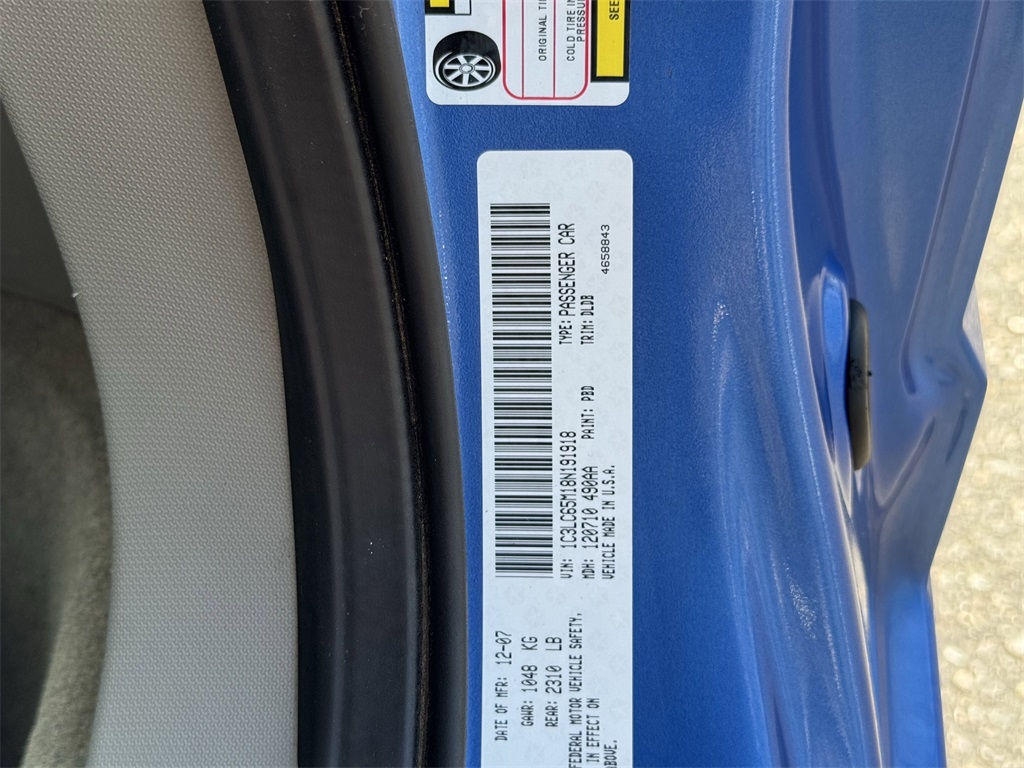 ORIGINAL TIRE
COLD TIRE
PRESSURE
SEE
DATE OF MFR: 12-07
GAWR: 1048 KG
REAR: 2310 LB
FEDERAL MOTOR VEHICLE SAFETY,
IN EFFECT ON
ABOVE.
VIN: 1C3LC65M18N191918
TYPE: PASSENGER CAR
MDH: 120710 490AA
PAINT: PBD
TRIM: DLDB
VEHICLE MADE IN U.S.A.
4658843